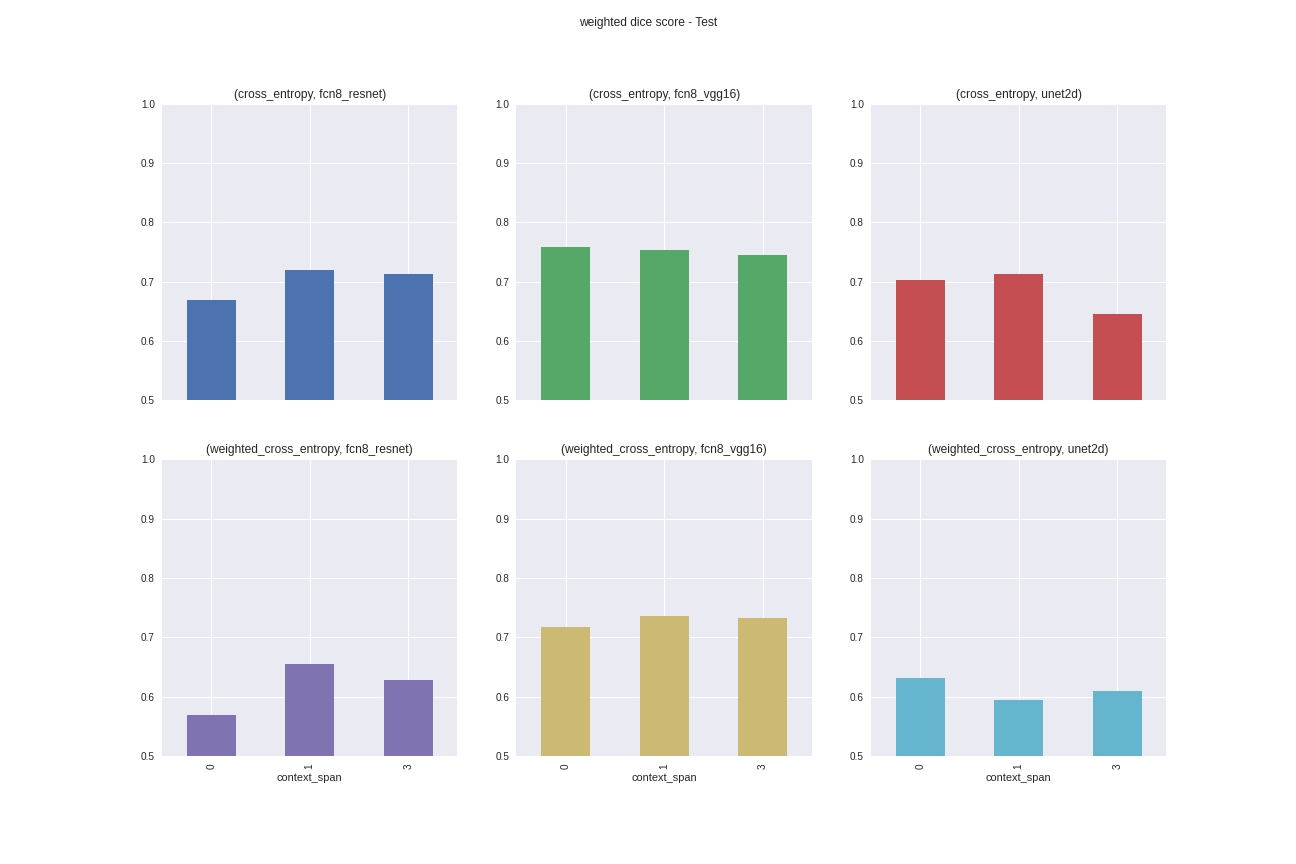 weighted dice score - Test
(cross_entropy, fcn8_resnet)
1.0
0.9
0.8
0.7
0.6
0.5
(cross_entropy, fcn8_vgg16)
1.0
0.9
0.8
0.7
0.6
0.5
(cross_entropy, unet2d)
1.0
0.9
0.8
0.7
0.6
0.5
(weighted_cross_entropy, fcn8_resnet)
1.0
0.9
0.8
0.7
0.6
0.5
0 1 3
context_span
(weighted_cross_entropy, fcn8_vgg16)
1.0
0.9
0.8
0.7
0.6
0.5
0 1 3
context_span
(weighted_cross_entropy, unet2d)
1.0
0.9
0.8
0.7
0.6
0.5
0 1 3
context_span